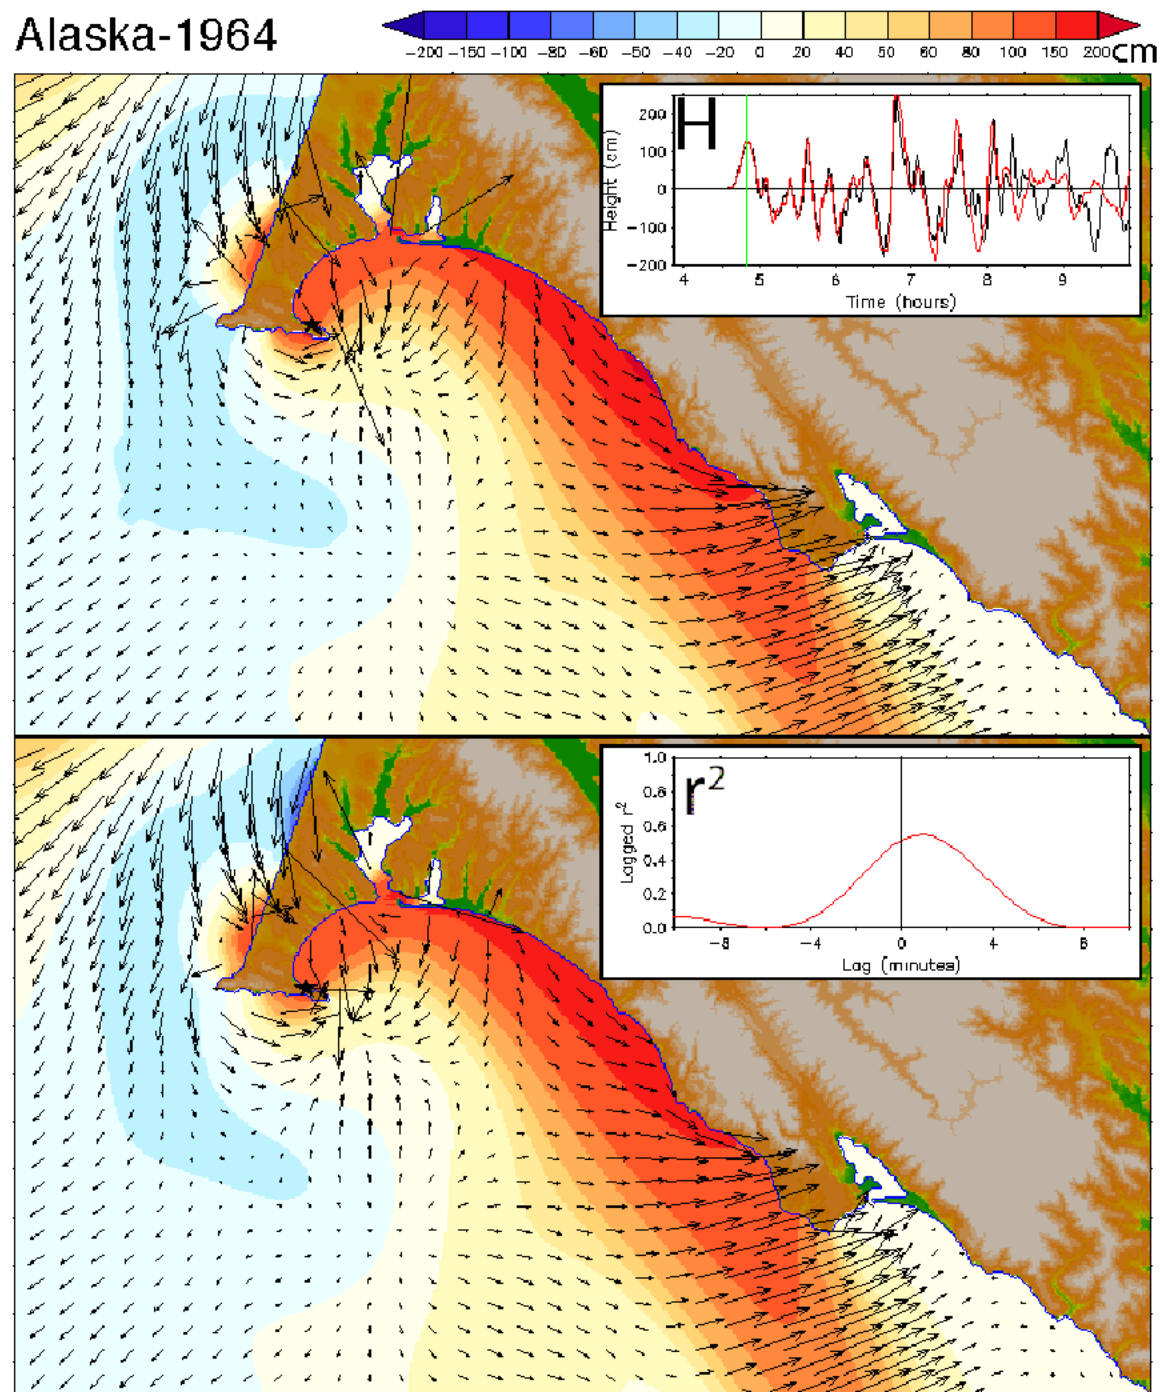 Alaska-1964
-200 -150 -100 -80 -60 -50 -40 -20 0 20 40 50 60 80 100 150 200 cm
H
200
100
0
-100
-200
Height (cm)
4 5 6 7 8 9
Time (hours)
r²
1.0
0.8
0.6
0.4
0.2
0.0
Lagged r²
-8 -4 0 4 8
Lag (minutes)